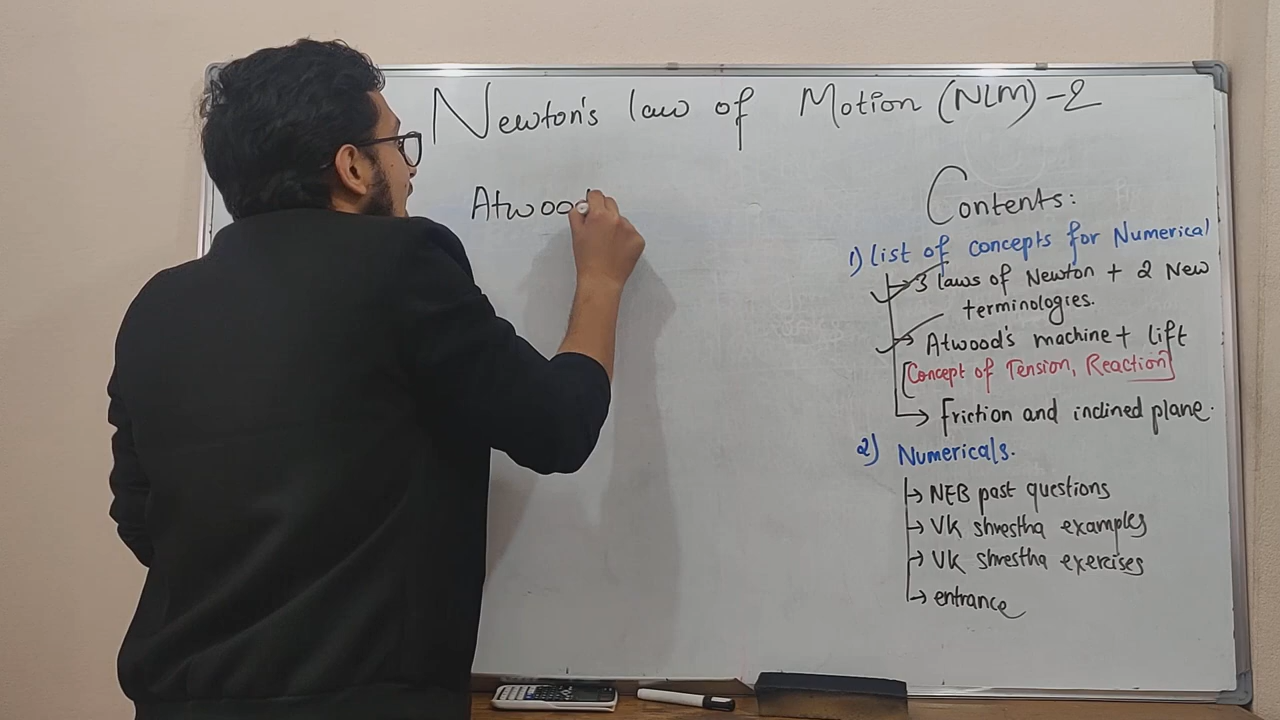 Newton's law of Motion (NLM)-2
Atwood
Contents:
1) list of concepts for Numerical
→ 3 laws of Newton + 2 New
terminologies.
→ Atwood's machine + lift
[Concept of Tension, Reaction]
→ friction and inclined plane.
2) Numericals.
→ NEB past questions
→ VK shrestha examples
→ VK shrestha exercises
→ entrance